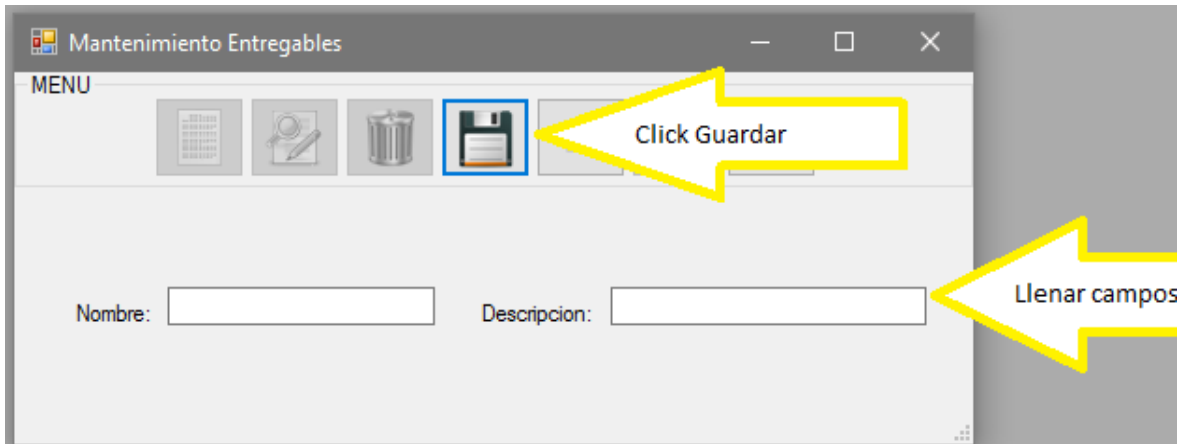 Mantenimiento Entregables
MENU
Click Guardar
Nombre:
Descripcion:
Llenar campos